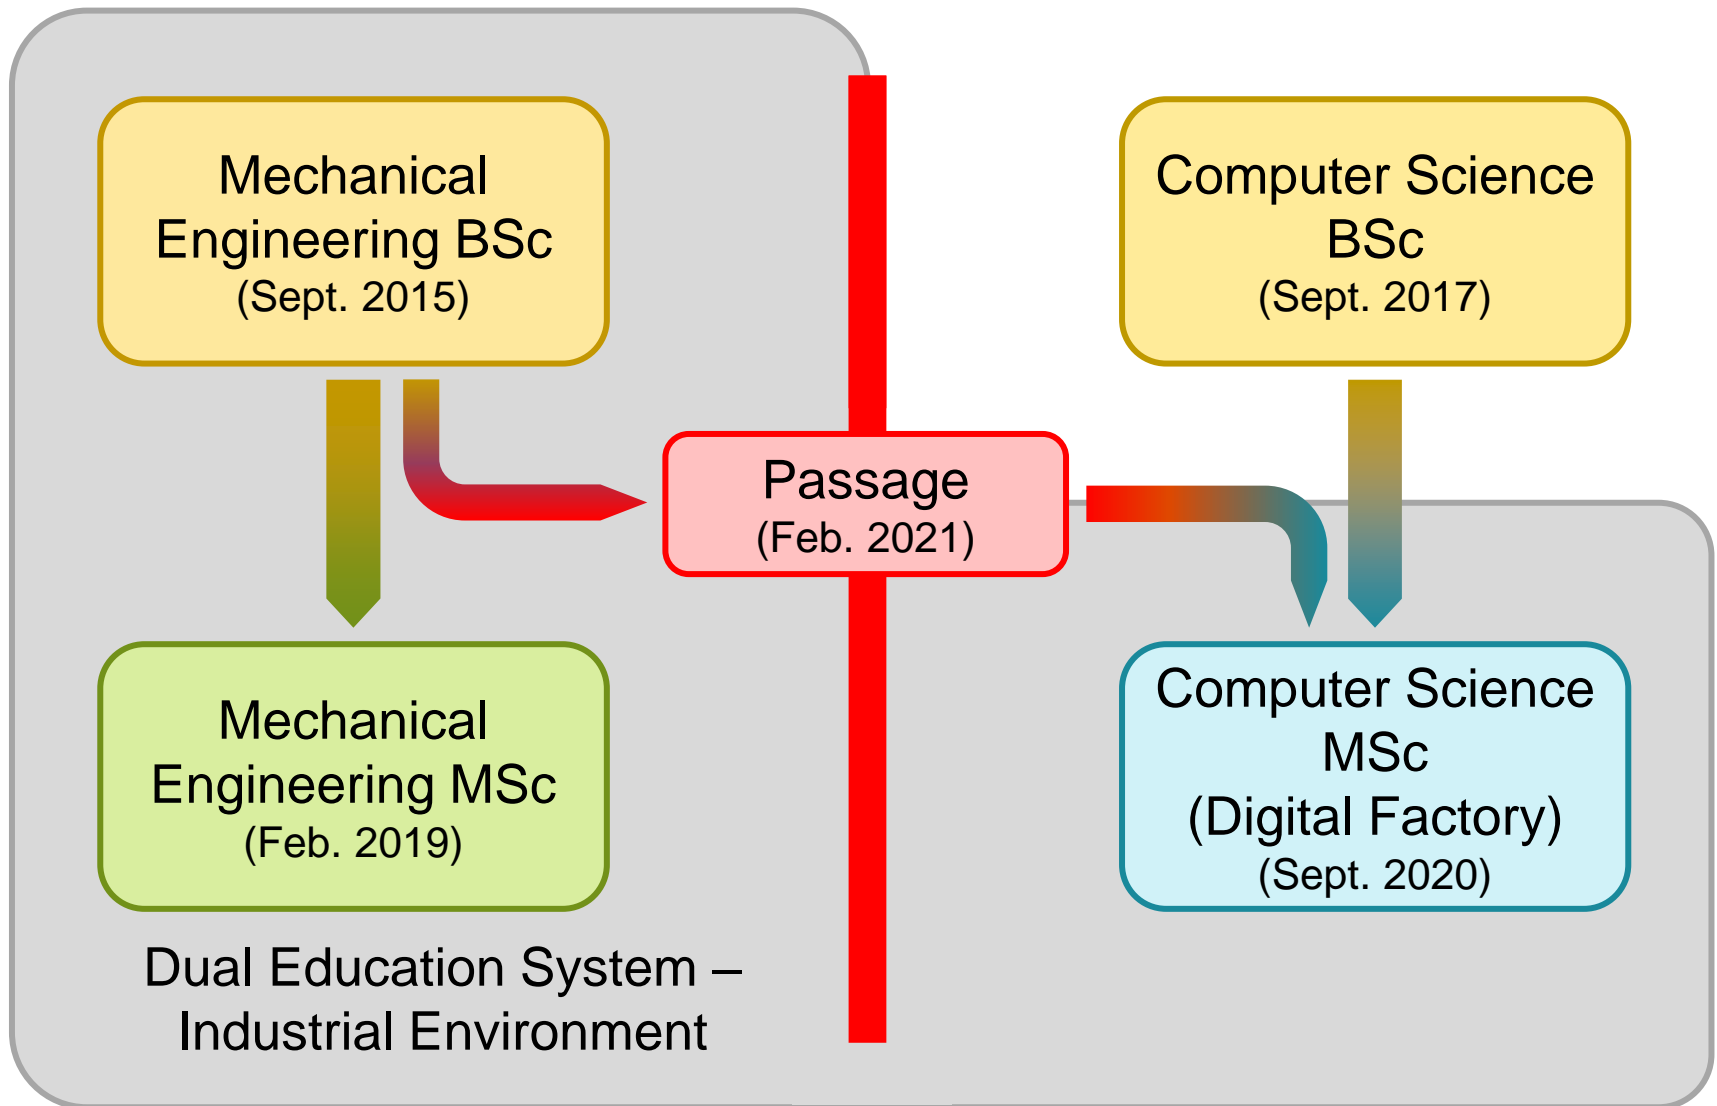 Mechanical
Engineering BSc
(Sept. 2015)
Computer Science
BSc
(Sept. 2017)
Passage
(Feb. 2021)
Mechanical
Engineering MSc
(Feb. 2019)
Computer Science
MSc
(Digital Factory)
(Sept. 2020)
Dual Education System –
Industrial Environment